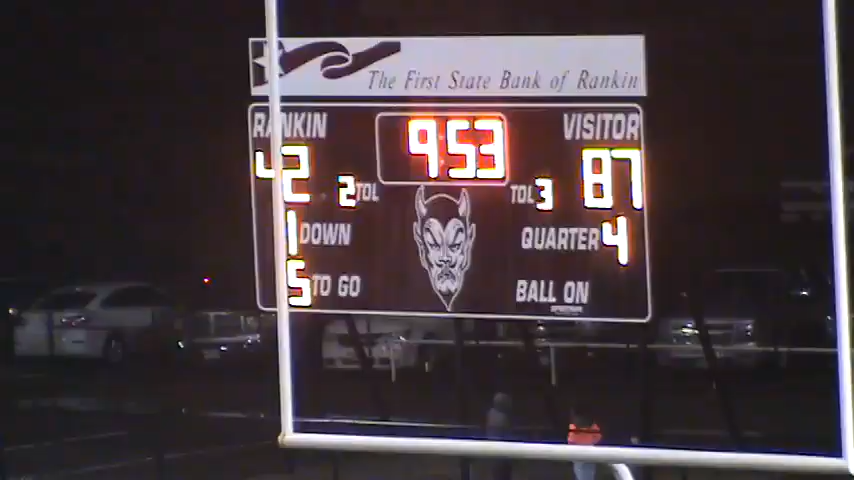 The First State Bank of Rankin
RANKIN 9:53 VISITOR
42 2 TOL TOL 3 87
1 DOWN QUARTER 4
5 TO GO BALL ON